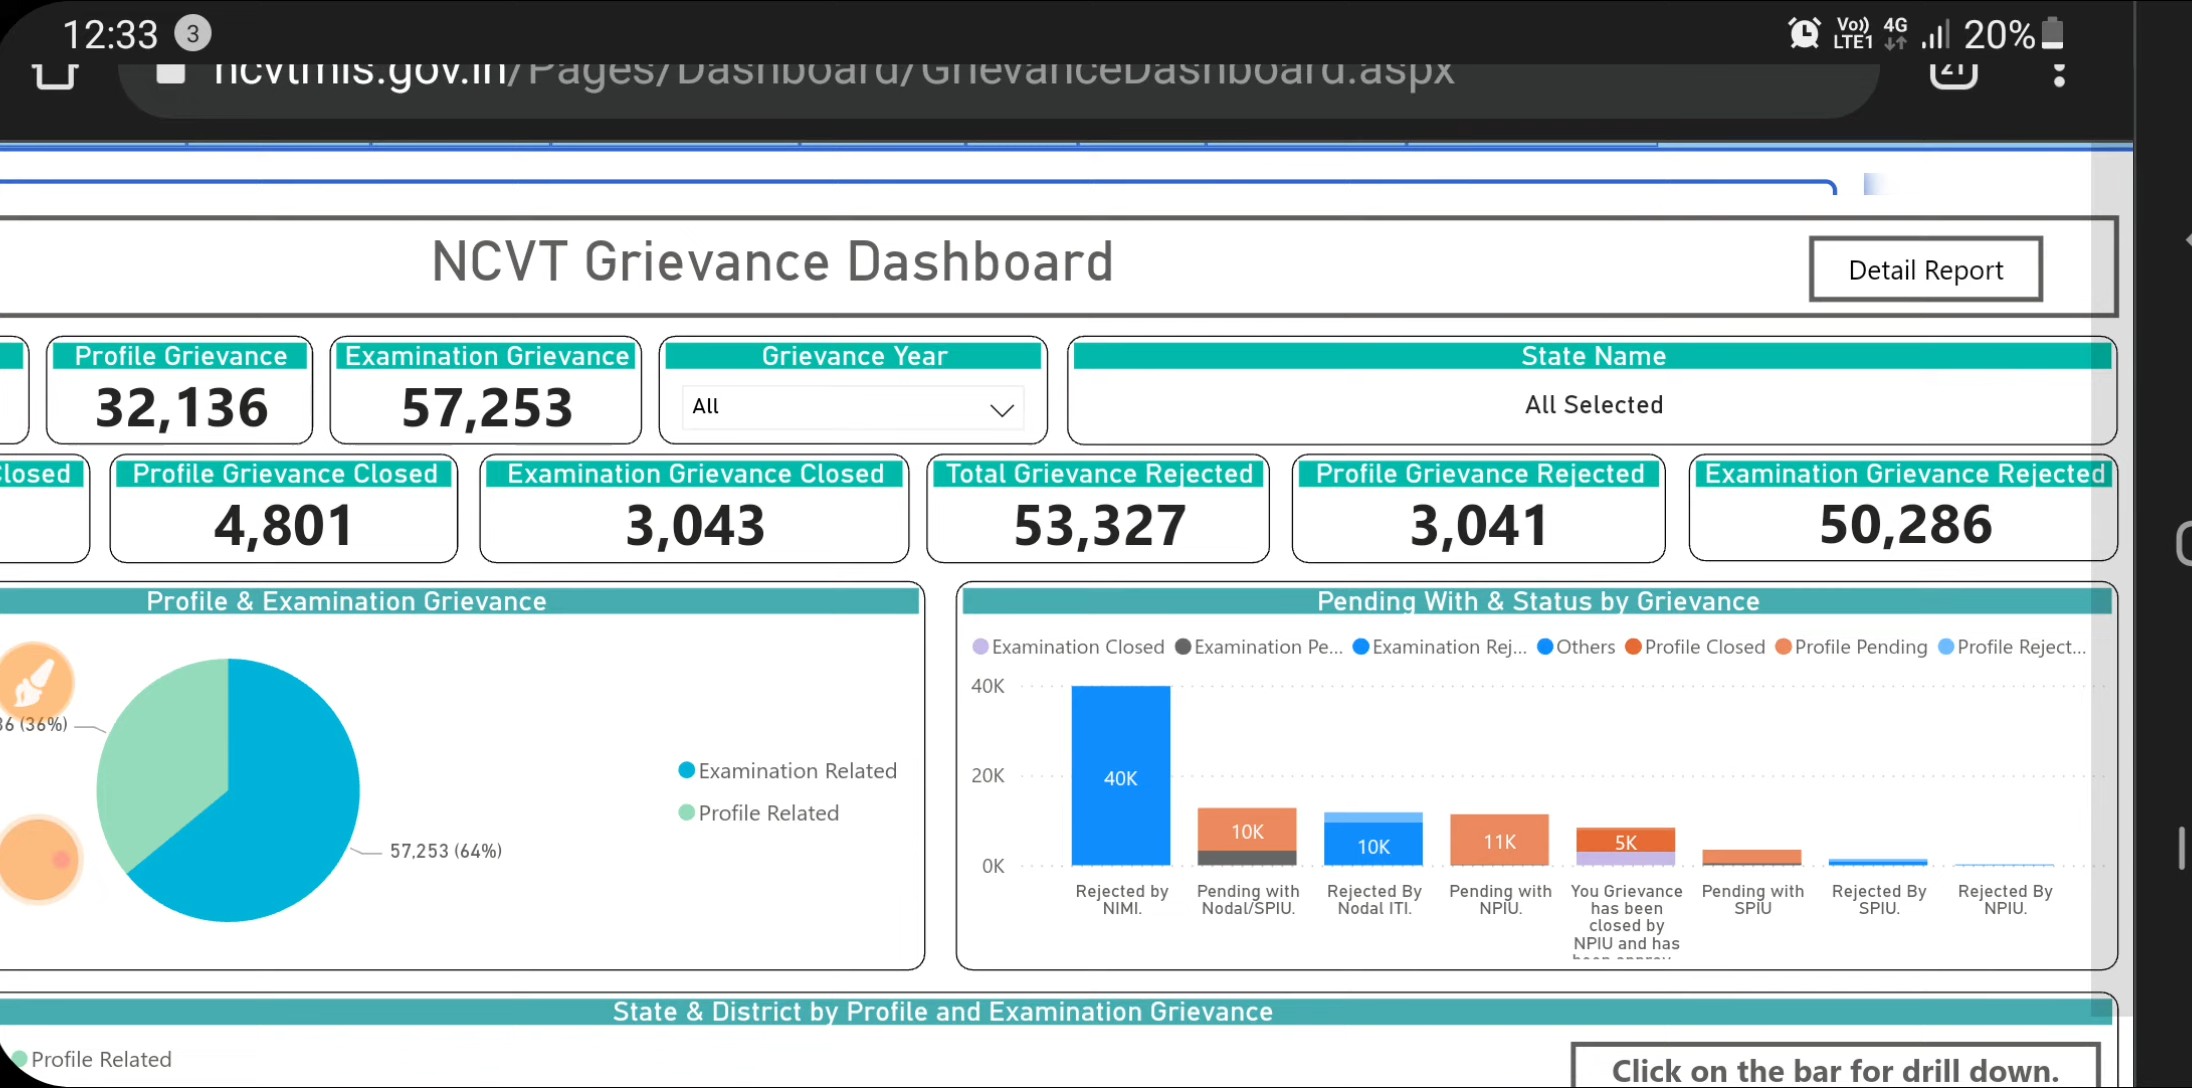 12:33 3 Vo)) LTE1 4G 20%
ncvtmis.gov.in/Pages/Dashboard/GrievanceDashboard.aspx 21
NCVT Grievance Dashboard
Detail Report
Profile Grievance
32,136
Examination Grievance
57,253
Grievance Year
All
State Name
All Selected
Closed
Profile Grievance Closed
4,801
Examination Grievance Closed
3,043
Total Grievance Rejected
53,327
Profile Grievance Rejected
3,041
Examination Grievance Rejected
50,286
Profile & Examination Grievance
36 (36%)
57,253 (64%)
Examination Related
Profile Related
Pending With & Status by Grievance
Examination Closed Examination Pe... Examination Rej... Others Profile Closed Profile Pending Profile Reject...
40K
20K
0K
40K
10K
10K
11K
5K
Rejected by
NIMI.
Pending with
Nodal/SPIU.
Rejected By
Nodal ITI.
Pending with
NPIU.
You Grievance
has been
closed by
NPIU and has
Pending with
SPIU
Rejected By
SPIU.
Rejected By
NPIU.
State & District by Profile and Examination Grievance
Profile Related
Click on the bar for drill down.